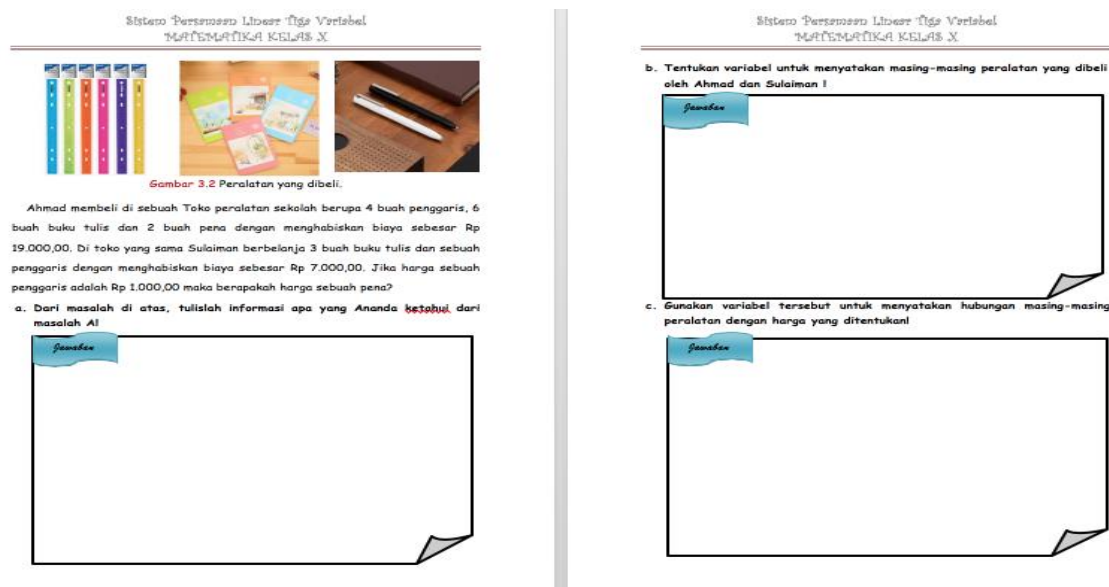 Sistem Persamaan Linear Tiga Variabel
MATEMATIKA KELAS X
Gambar 3.2 Peralatan yang dibeli.
Ahmad membeli di sebuah Toko peralatan sekolah berupa 4 buah penggaris, 6
buah buku tulis dan 2 buah pena dengan menghabiskan biaya sebesar Rp
19.000,00. Di toko yang sama Sulaiman berbelanja 3 buah buku tulis dan sebuah
penggaris dengan menghabiskan biaya sebesar Rp 7.000,00. Jika harga sebuah
penggaris adalah Rp 1.000,00 maka berapakah harga sebuah pena?
a. Dari masalah di atas, tulislah informasi apa yang Ananda ketahui dari
masalah A!
Jawaban
Sistem Persamaan Linear Tiga Variabel
MATEMATIKA KELAS X
b. Tentukan variabel untuk menyatakan masing-masing peralatan yang dibeli
oleh Ahmad dan Sulaiman !
Jawaban
c. Gunakan variabel tersebut untuk menyatakan hubungan masing-masing
peralatan dengan harga yang ditentukan!
Jawaban